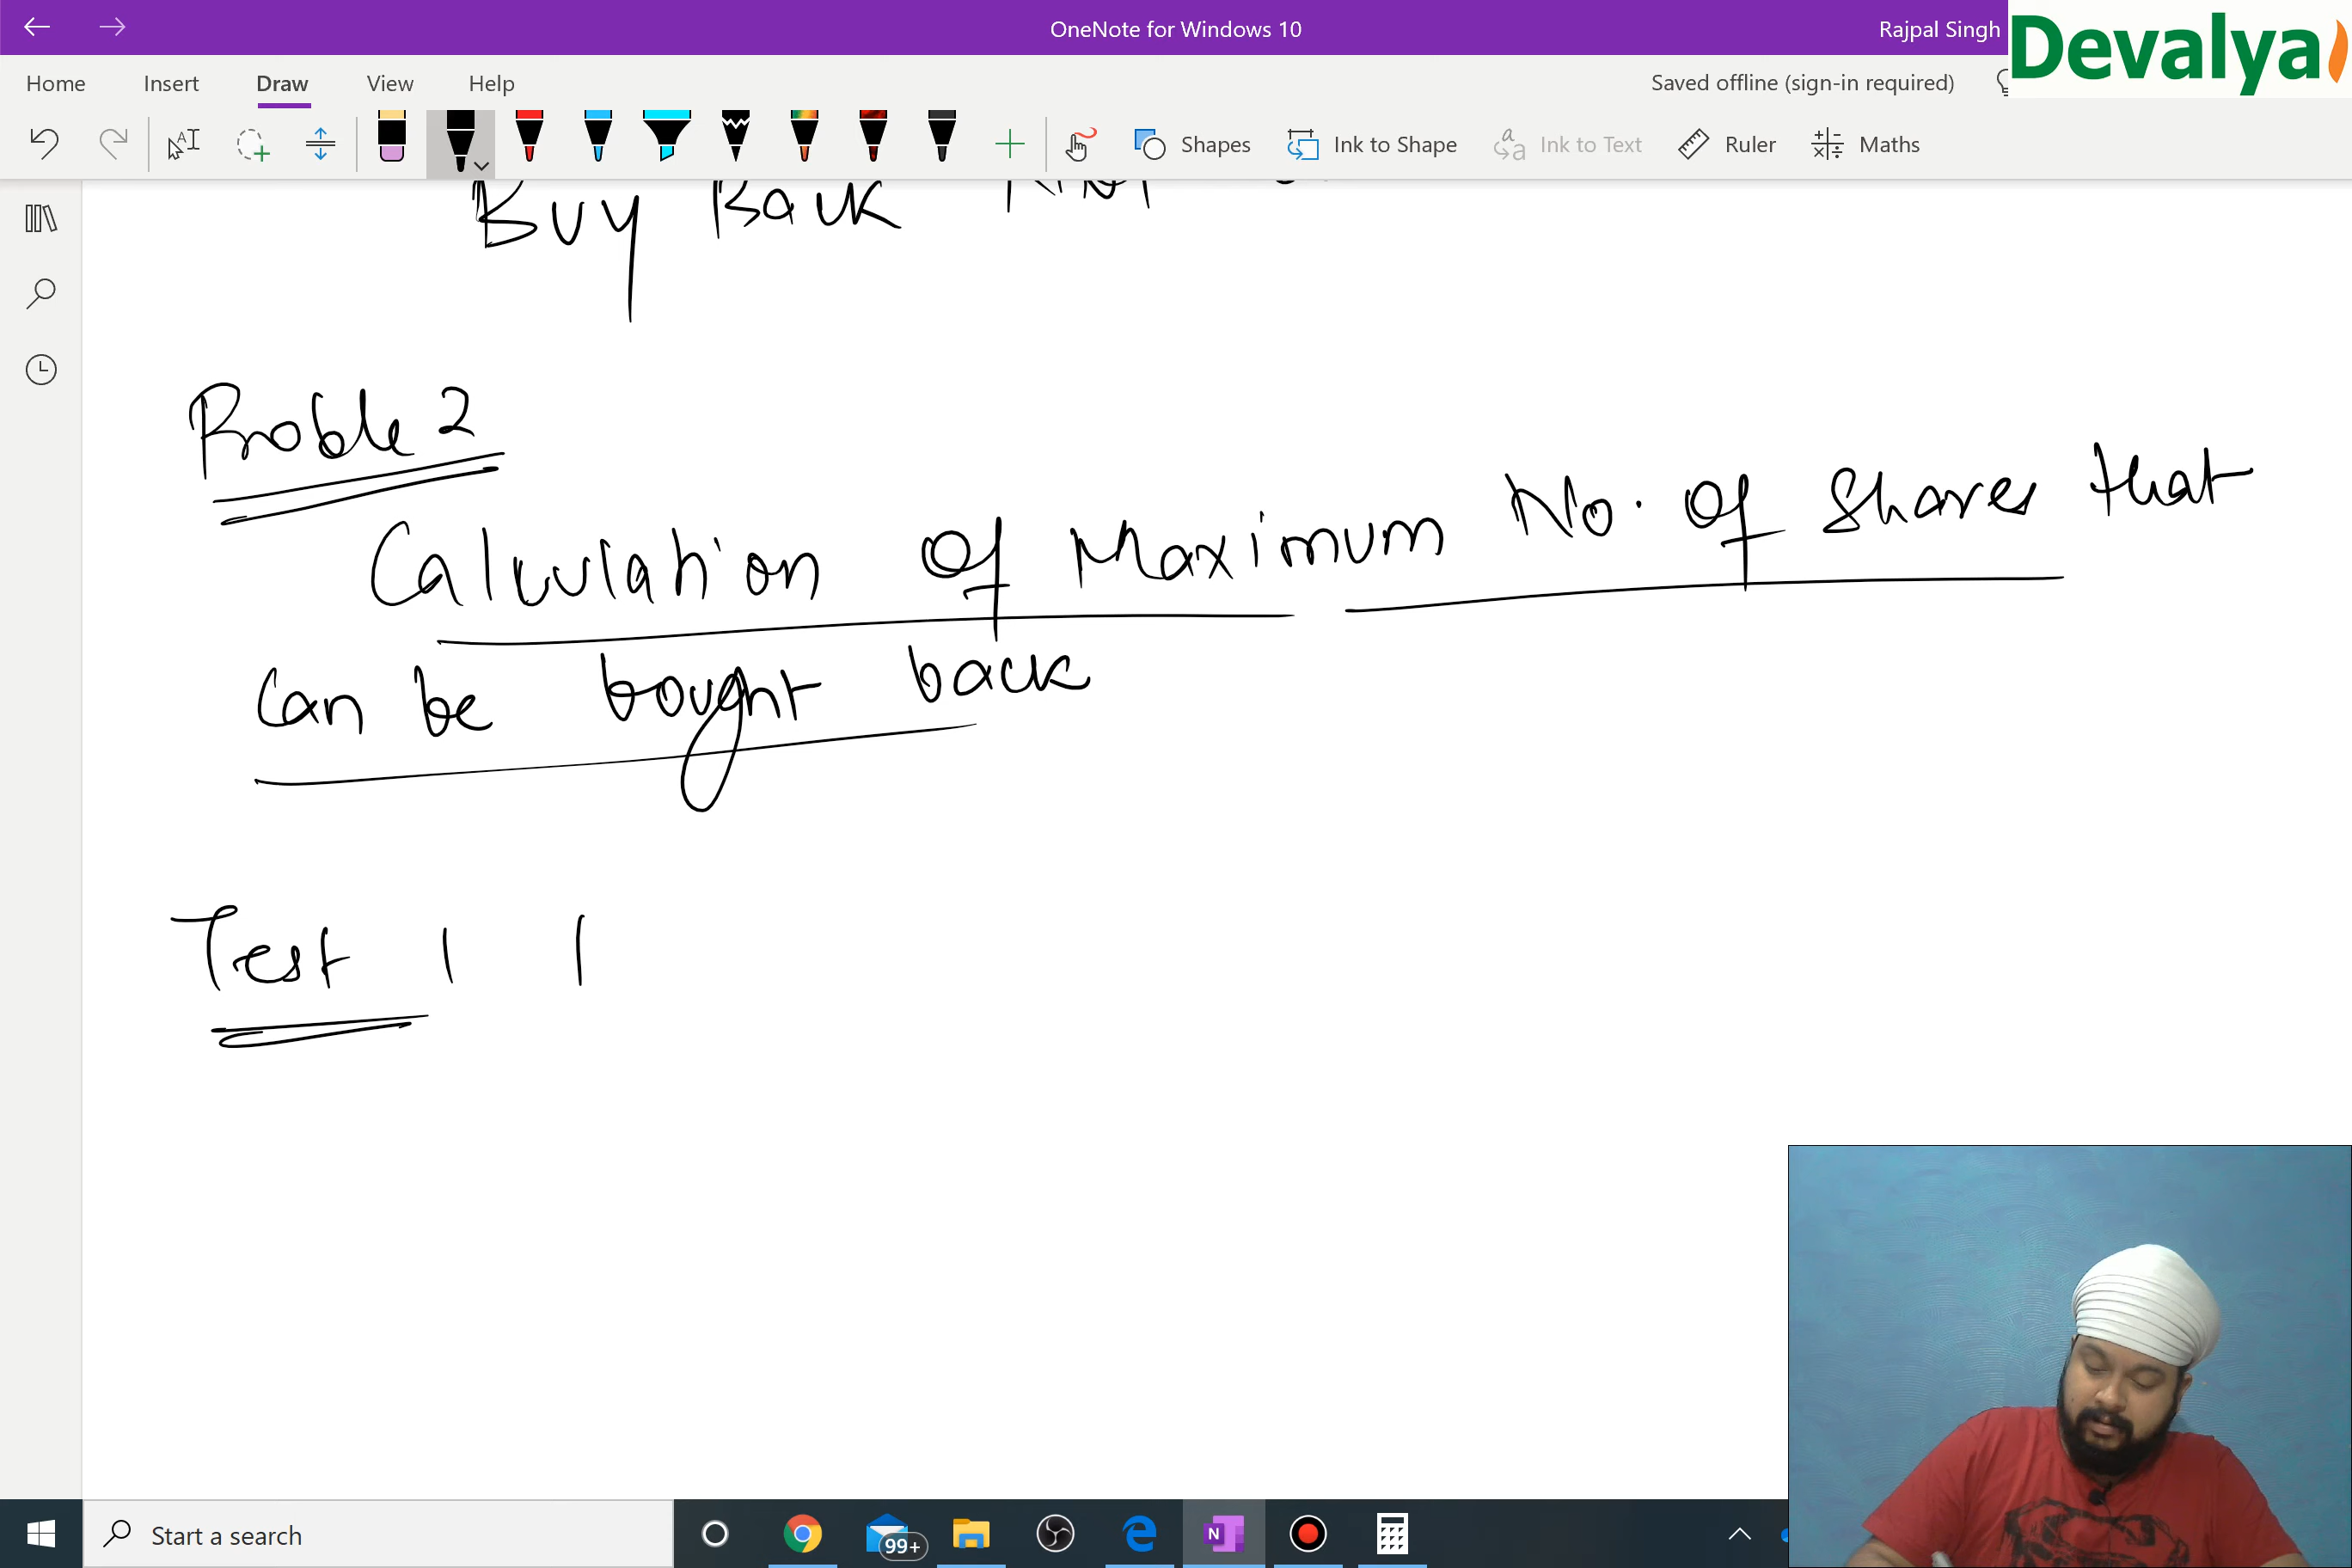 OneNote for Windows 10
Rajpal Singh
Devalya
Home Insert Draw View Help
Saved offline (sign-in required)
Shapes Ink to Shape Ink to Text Ruler Maths
Buy Back
Proble 2
Calculation Of Maximum No. Of Shares that
can be bought back
Test 1 |
Start a search
99+
N